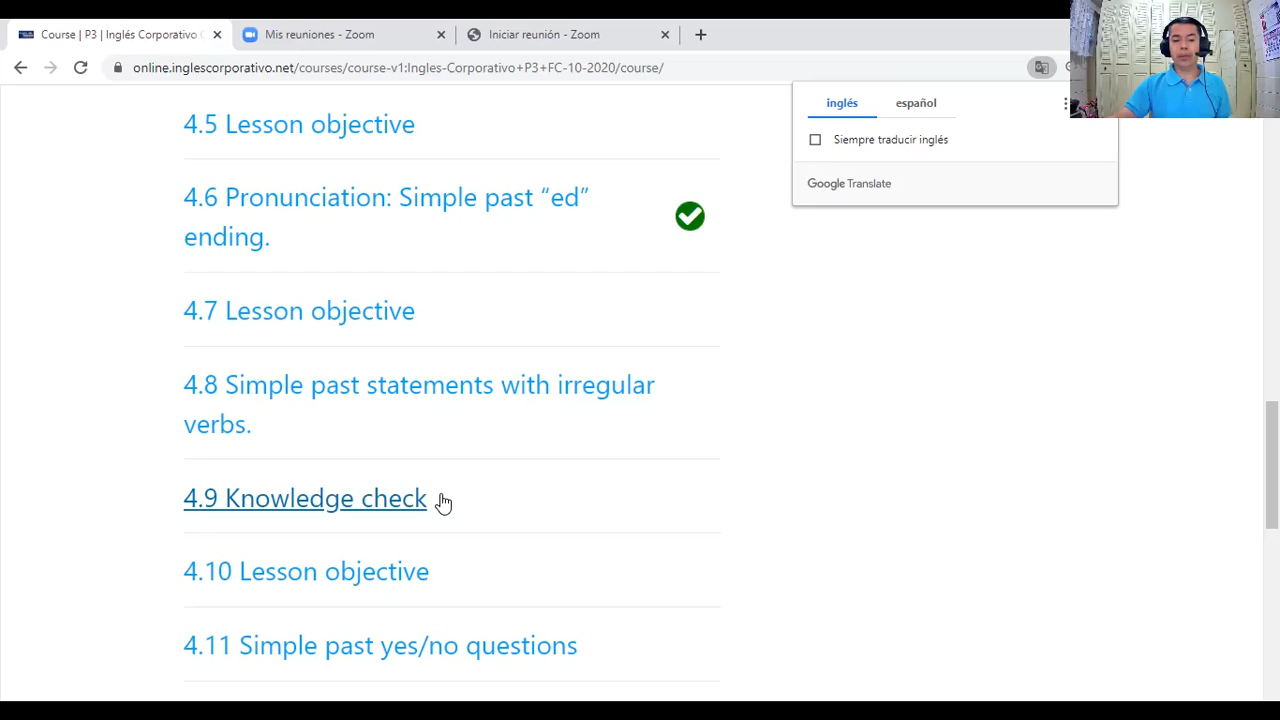 Course | P3 | Inglés Corporativo
Mis reuniones - Zoom
Iniciar reunión - Zoom
online.inglescorporativo.net/courses/course-v1:Ingles-Corporativo+P3+FC-10-2020/course/
inglés español
Siempre traducir inglés
Google Translate
4.5 Lesson objective
4.6 Pronunciation: Simple past “ed”
ending.
4.7 Lesson objective
4.8 Simple past statements with irregular
verbs.
4.9 Knowledge check
4.10 Lesson objective
4.11 Simple past yes/no questions